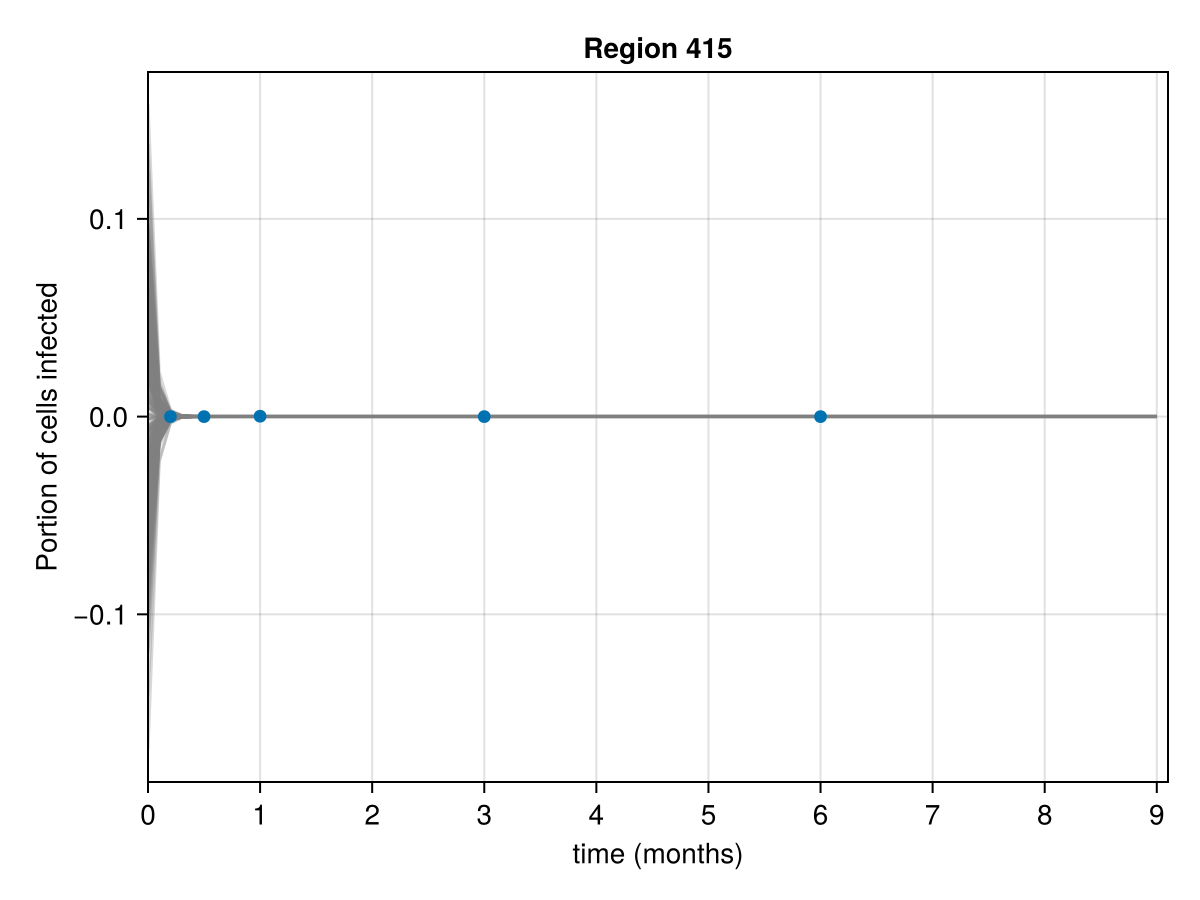 Region 415
Portion of cells infected
0.1
0.0
−0.1
0 1 2 3 4 5 6 7 8 9
time (months)